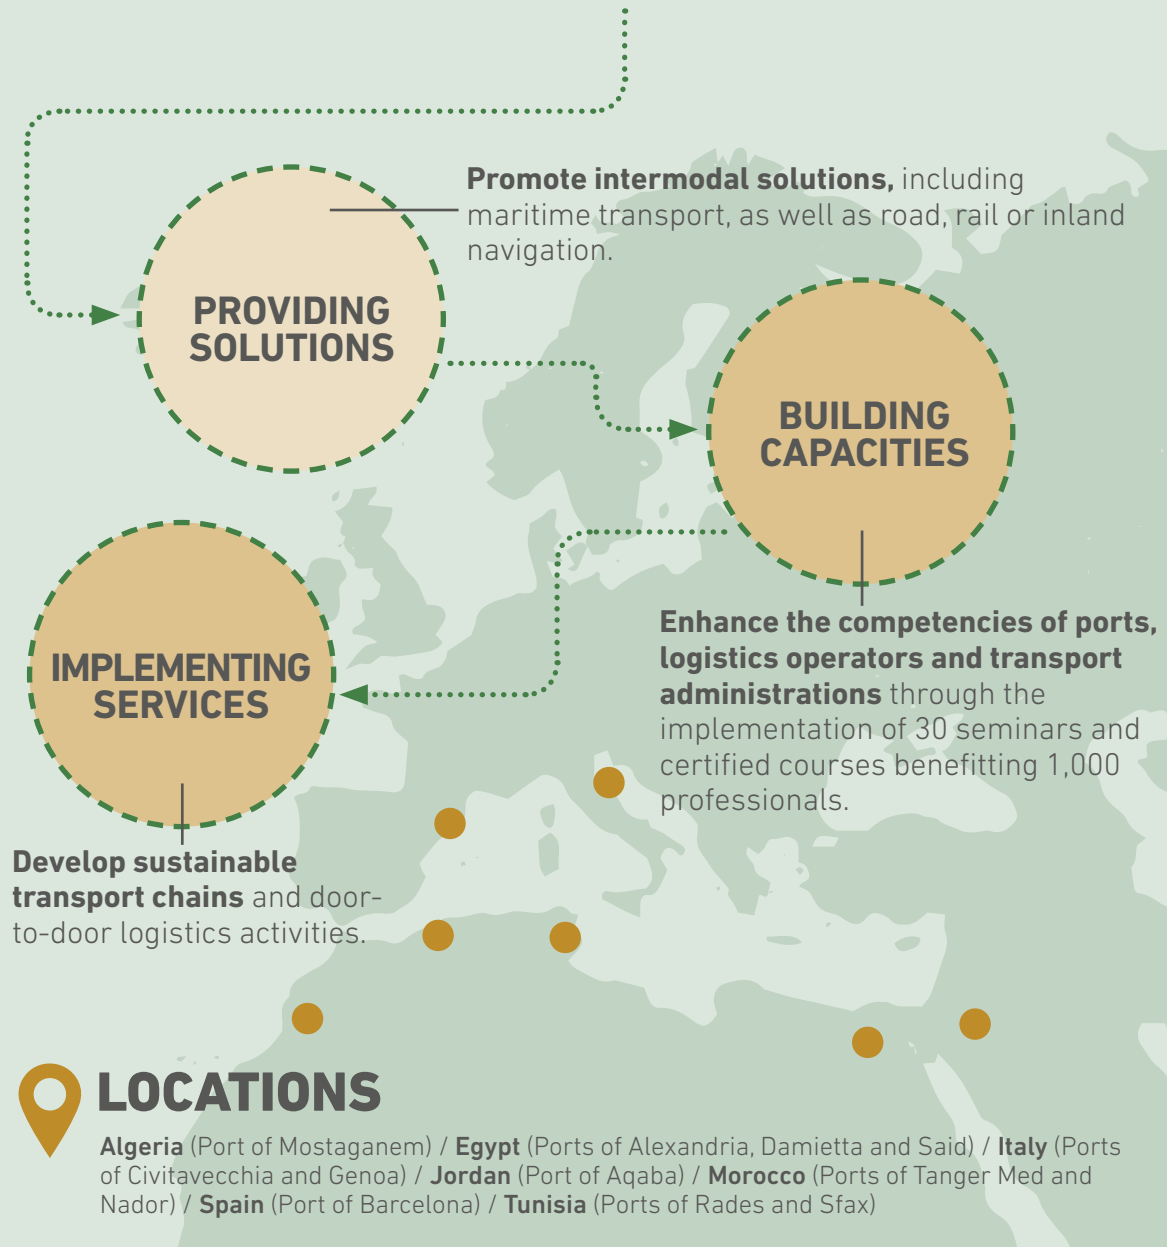 Promote intermodal solutions, including
maritime transport, as well as road, rail or inland
navigation.
PROVIDING
SOLUTIONS
BUILDING
CAPACITIES
Enhance the competencies of ports,
logistics operators and transport
administrations through the
implementation of 30 seminars and
certified courses benefitting 1,000
professionals.
IMPLEMENTING
SERVICES
Develop sustainable
transport chains and door-
to-door logistics activities.
LOCATIONS
Algeria (Port of Mostaganem) / Egypt (Ports of Alexandria, Damietta and Said) / Italy (Ports
of Civitavecchia and Genoa) / Jordan (Port of Aqaba) / Morocco (Ports of Tanger Med and
Nador) / Spain (Port of Barcelona) / Tunisia (Ports of Rades and Sfax)